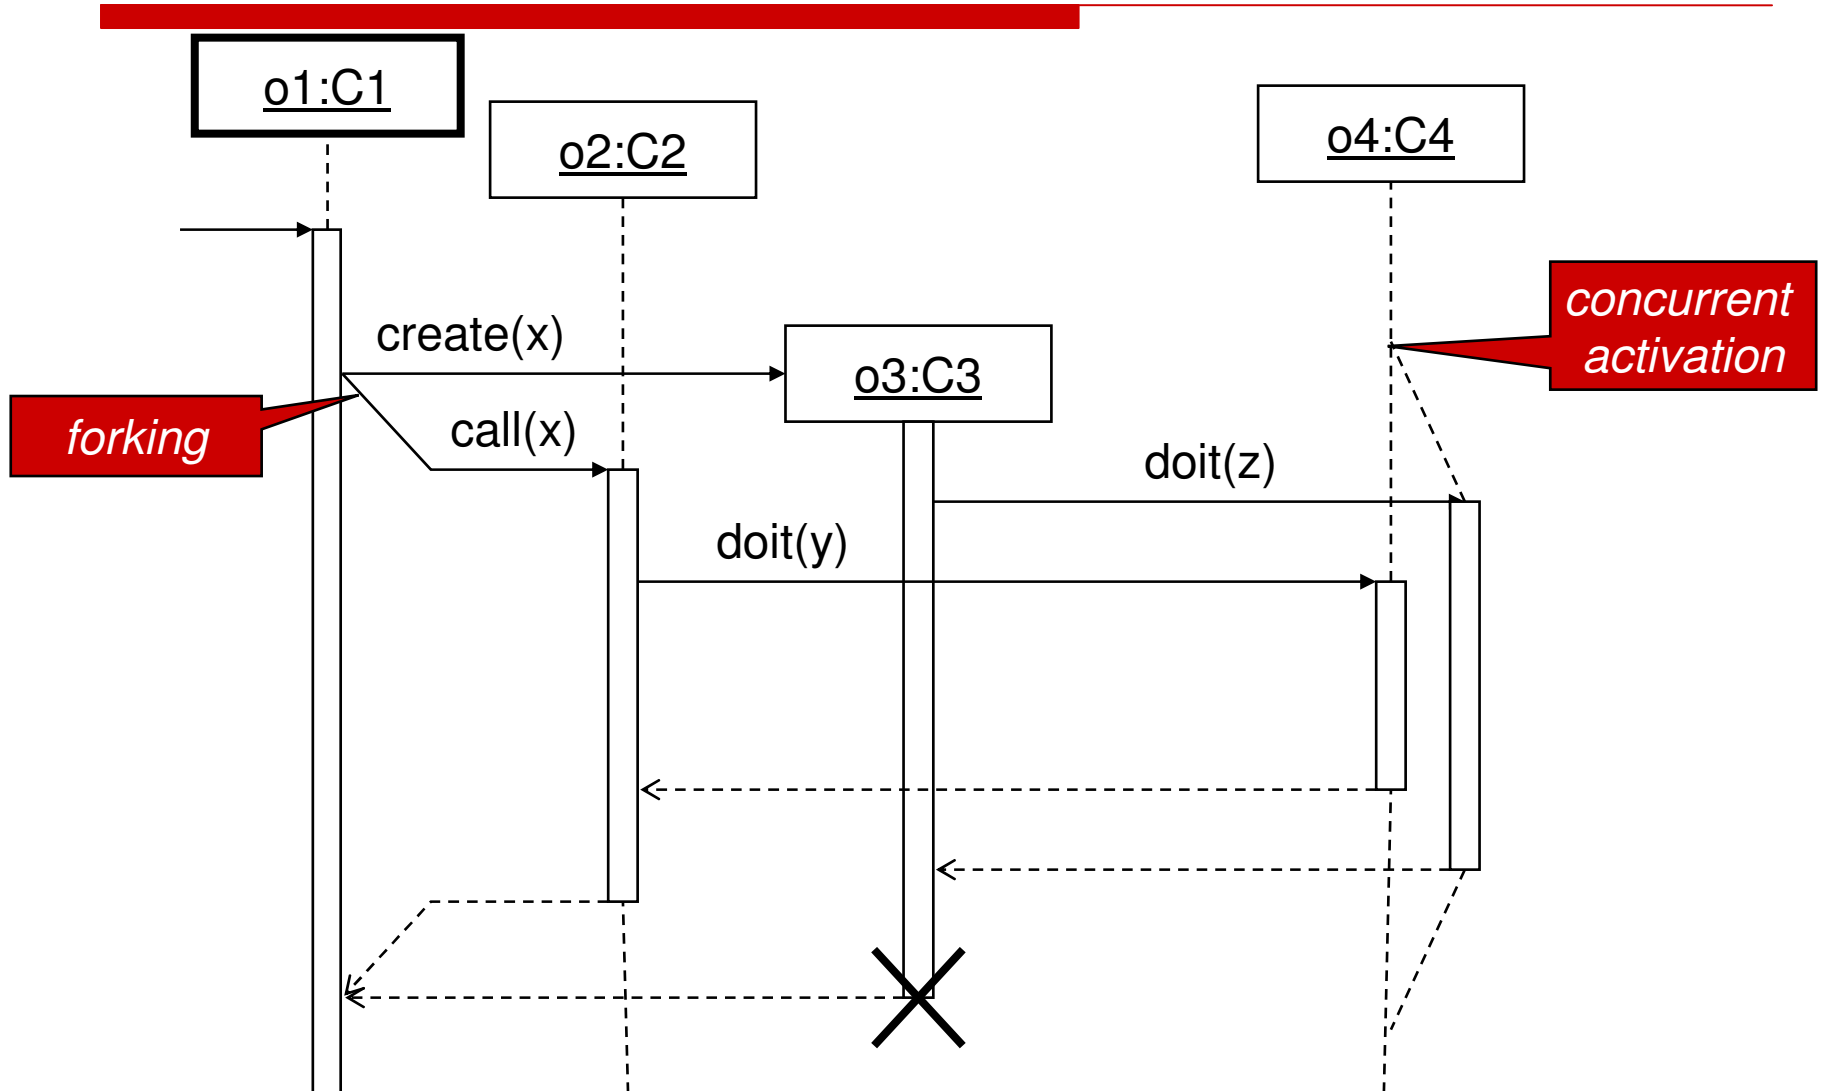 o1:C1
o2:C2
o4:C4
concurrent
activation
create(x)
o3:C3
forking
call(x)
doit(z)
doit(y)